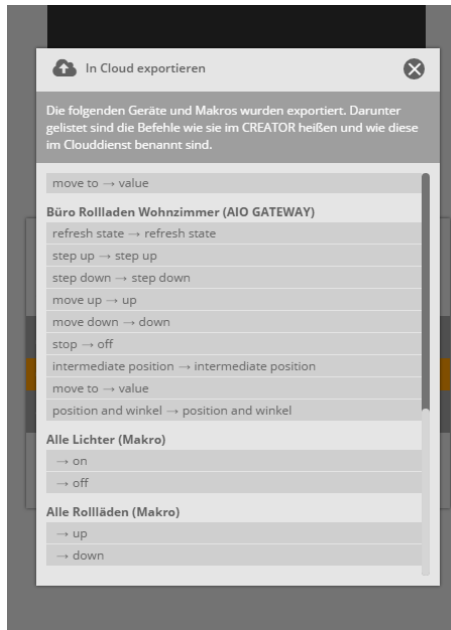 In Cloud exportieren
Die folgenden Geräte und Makros wurden exportiert. Darunter
gelistet sind die Befehle wie sie im CREATOR heißen und wie diese
im Clouddienst benannt sind.
move to → value
Büro Rollladen Wohnzimmer (AIO GATEWAY)
refresh state → refresh state
step up → step up
step down → step down
move up → up
move down → down
stop → off
intermediate position → intermediate position
move to → value
position and winkel → position and winkel
Alle Lichter (Makro)
→ on
→ off
Alle Rollläden (Makro)
→ up
→ down